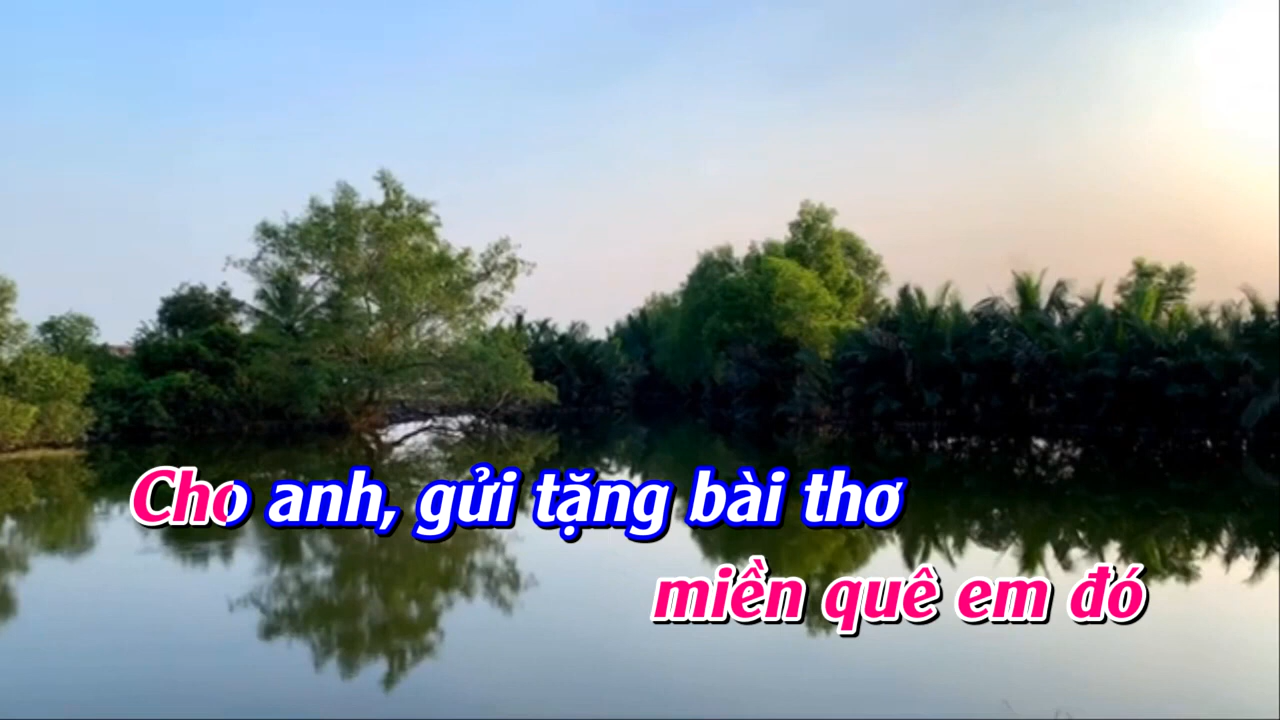 Cho anh, gửi tặng bài thơ
miền quê em đó